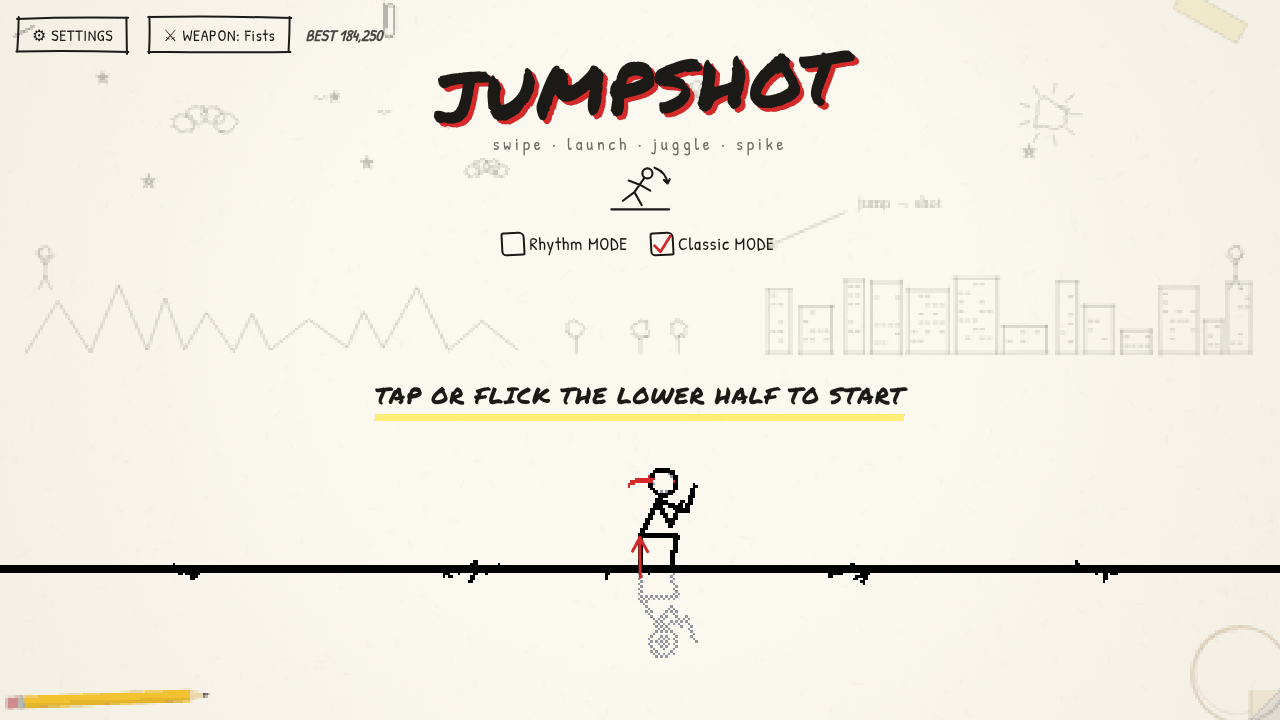 ⚙ SETTINGS
⚔ WEAPON: Fists
BEST 184,250
JUMPSHOT
swipe · launch · juggle · spike
Rhythm MODE
Classic MODE
jump → shot
TAP OR FLICK THE LOWER HALF TO START